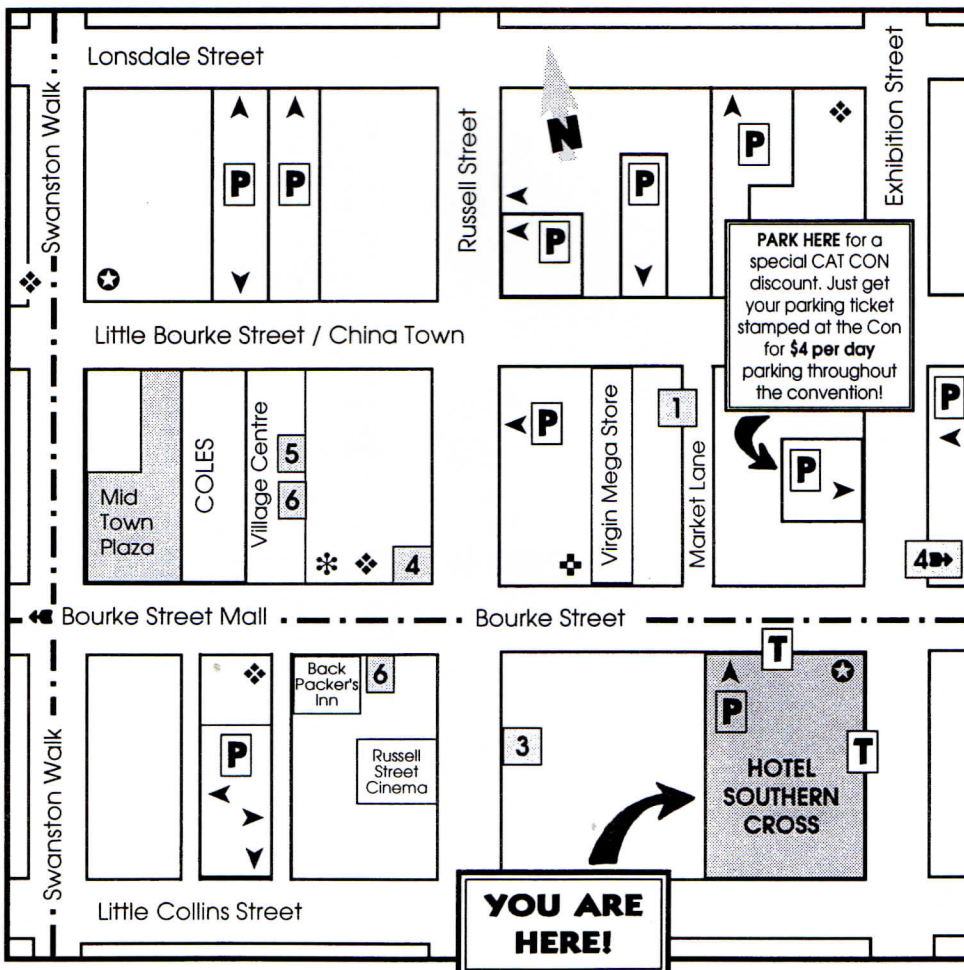 Lonsdale Street
Swanston Walk
Russell Street
Exhibition Street
N
P
P
P
P
P
PARK HERE for a
special CAT CON
discount. Just get
your parking ticket
stamped at the Con
for $4 per day
parking throughout
the convention!
Little Bourke Street / China Town
Mid
Town
Plaza
COLES
Village Centre
5
6
4
P
Virgin Mega Store
1
Market Lane
P
P
4
Bourke Street Mall
Bourke Street
Swanston Walk
P
Back
Packer's
Inn
6
Russell
Street
Cinema
3
T
P
T
HOTEL
SOUTHERN
CROSS
Little Collins Street
YOU ARE
HERE!